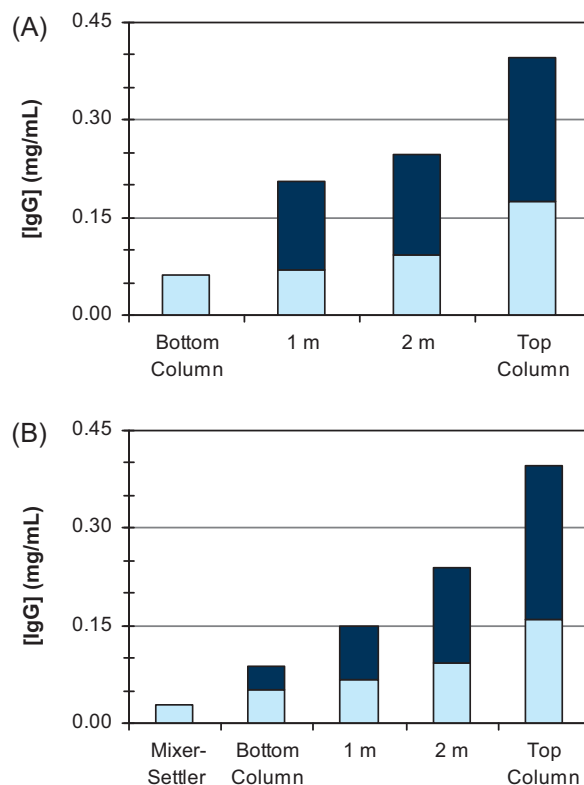 (A)
0.45
0.30
0.15
0.00
[IgG] (mg/mL)
Bottom Column
1 m
2 m
Top Column
(B)
0.45
0.30
0.15
0.00
[IgG] (mg/mL)
Mixer-Settler
Bottom Column
1 m
2 m
Top Column